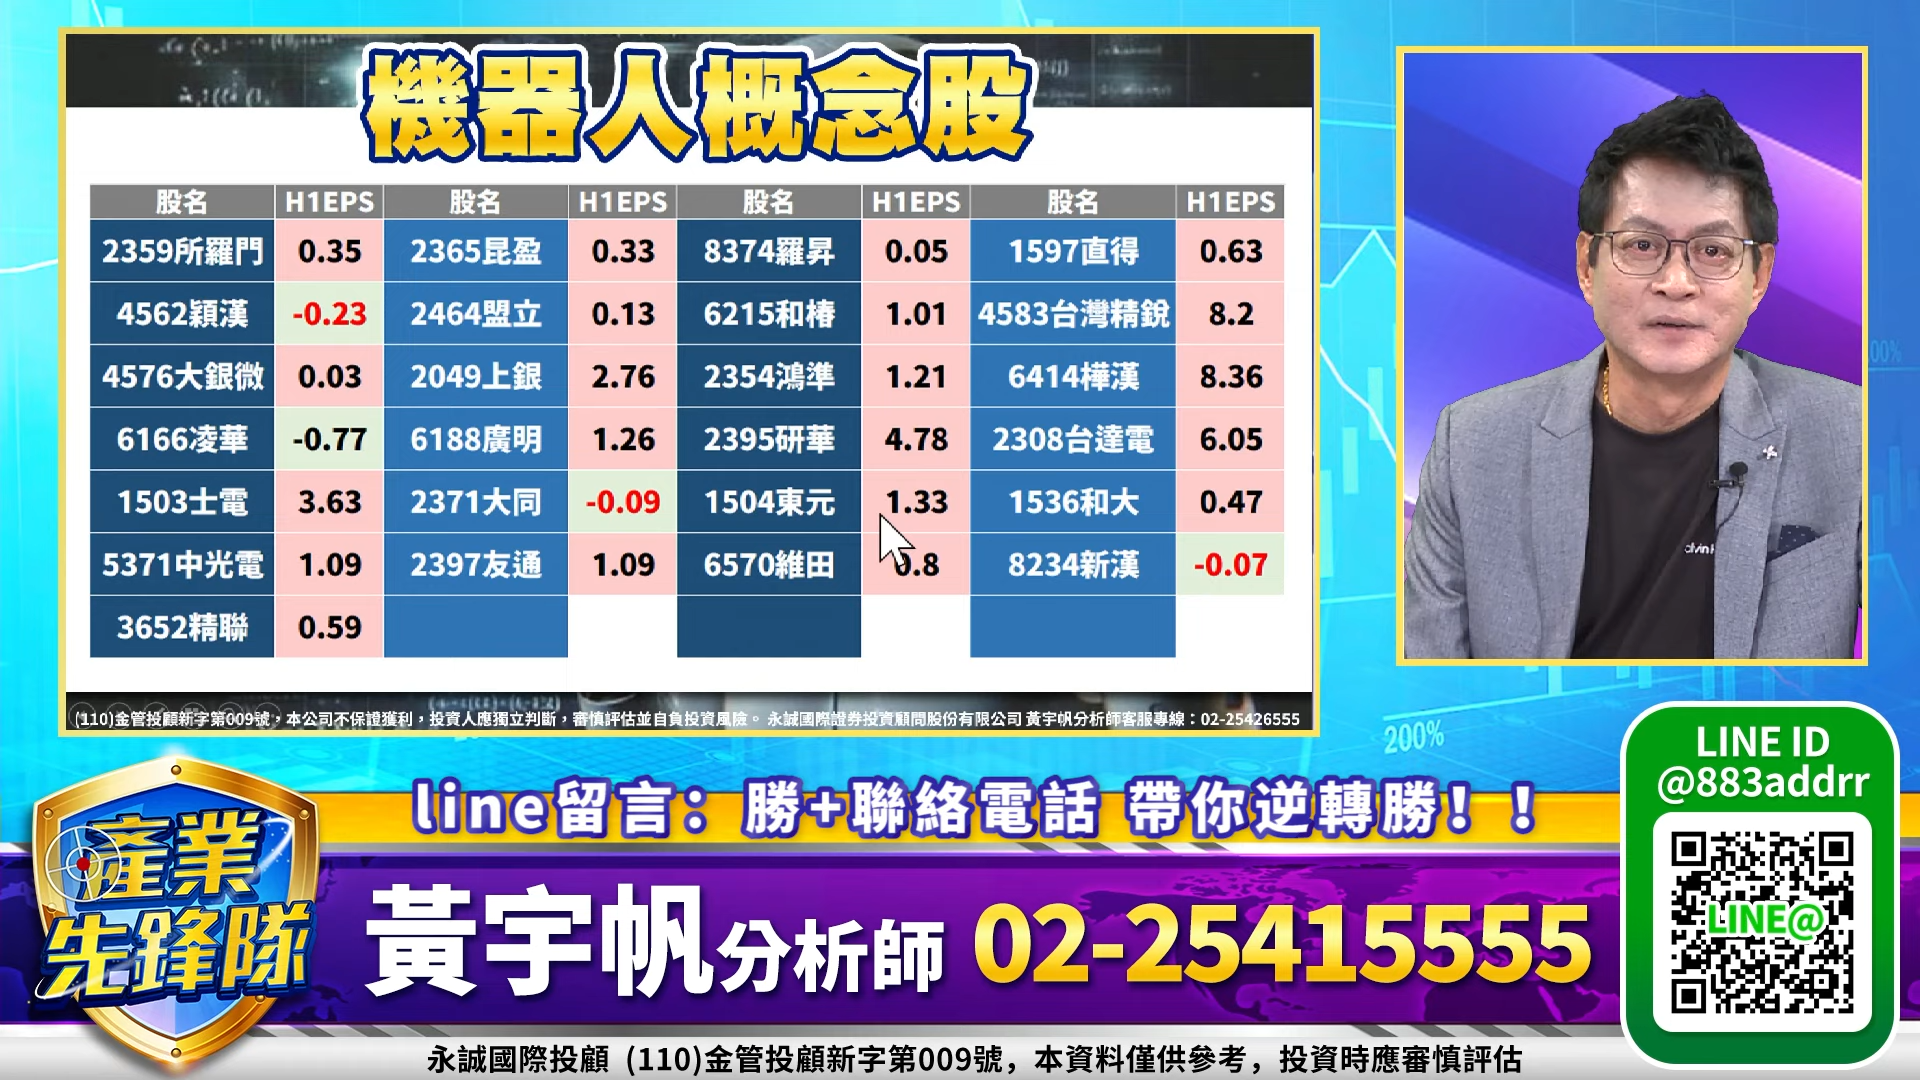 機器人概念股
股名 H1EPS 股名 H1EPS 股名 H1EPS 股名 H1EPS
2359所羅門 0.35 2365昆盈 0.33 8374羅昇 0.05 1597直得 0.63
4562穎漢 -0.23 2464盟立 0.13 6215和椿 1.01 4583台灣精銳 8.2
4576大銀微 0.03 2049上銀 2.76 2354鴻準 1.21 6414樺漢 8.36
6166凌華 -0.77 6188廣明 1.26 2395研華 4.78 2308台達電 6.05
1503士電 3.63 2371大同 -0.09 1504東元 1.33 1536和大 0.47
5371中光電 1.09 2397友通 1.09 6570維田 0.8 8234新漢 -0.07
3652精聯 0.59
(110)金管投顧新字第009號，本公司不保證獲利，投資人應獨立判斷，審慎評估並自負投資風險。 永誠國際證券投資顧問股份有限公司 黃宇帆分析師客服專線：02-25426555
200%
LINE ID
@883addrr
LINE@
line留言：勝+聯絡電話 帶你逆轉勝！！
產業
先鋒隊
黃宇帆分析師 02-25415555
永誠國際投顧 (110)金管投顧新字第009號，本資料僅供參考，投資時應審慎評估